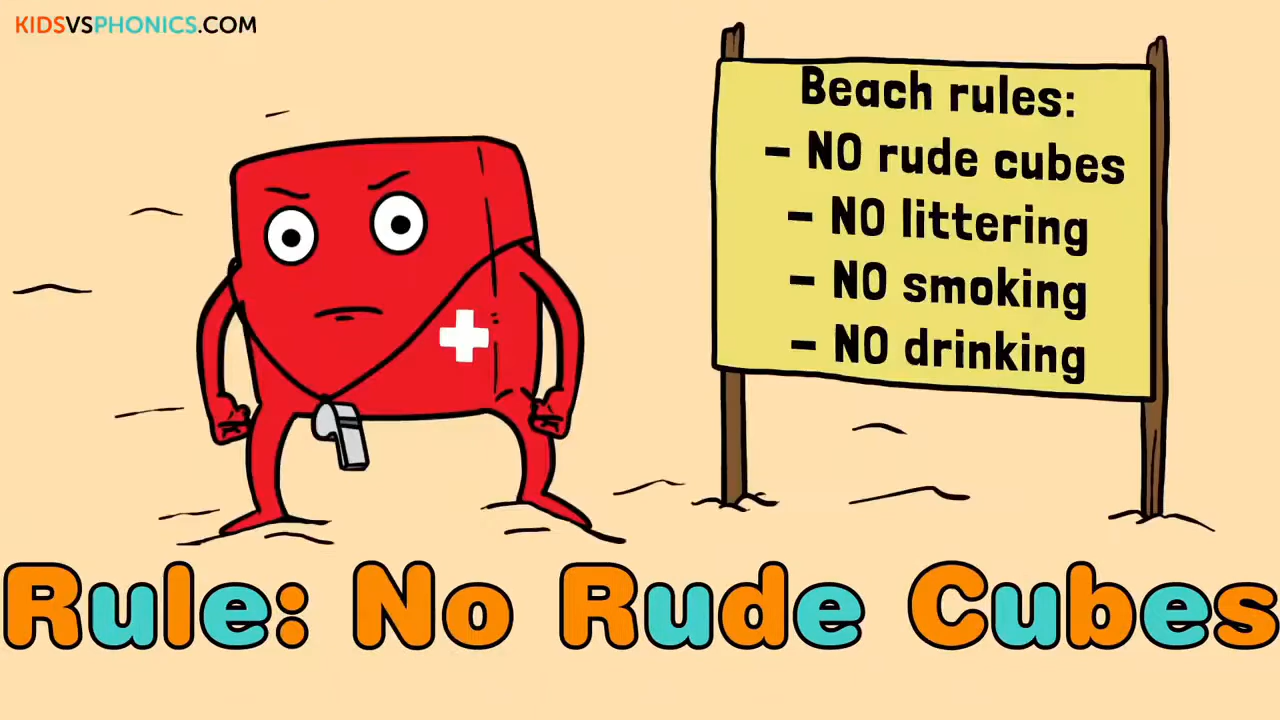 KIDSVSPHONICS.COM
Beach rules:
- NO rude cubes
- NO littering
- NO smoking
- NO drinking
Rule: No Rude Cubes